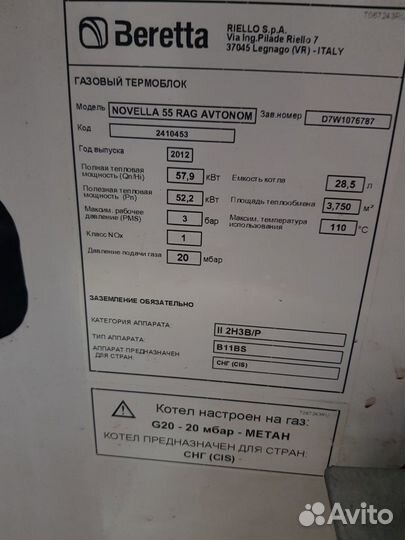 T087243RU
Beretta
RIELLO S.p.A.
Via Ing.Pilade Riello 7
37045 Legnago (VR) - ITALY
ГАЗОВЫЙ ТЕРМОБЛОК
Модель NOVELLA 55 RAG AVTONOM Зав.номер D7W1076787
Код 2410453
Год выпуска 2012
Полная тепловая мощность (Qn/Hi) 57,9 кВт Емкость котла 28,5 л
Полезная тепловая мощность (Pn) 52,2 кВт Площадь теплообмена 3,750 м²
Максим. рабочее давление (PMS) 3 бар Максим. температура использования 110 °C
Класс NOx 1
Давление подачи газа 20 мбар
ЗАЗЕМЛЕНИЕ ОБЯЗАТЕЛЬНО
КАТЕГОРИЯ АППАРАТА: II 2H3B/P
ТИП АППАРАТА: B11BS
АППАРАТ ПРЕДНАЗНАЧЕН ДЛЯ СТРАН: СНГ (CIS)
T087243RU
Котел настроен на газ:
G20 - 20 мбар - МЕТАН
КОТЕЛ ПРЕДНАЗНАЧЕН ДЛЯ СТРАН:
СНГ (CIS)
Avito